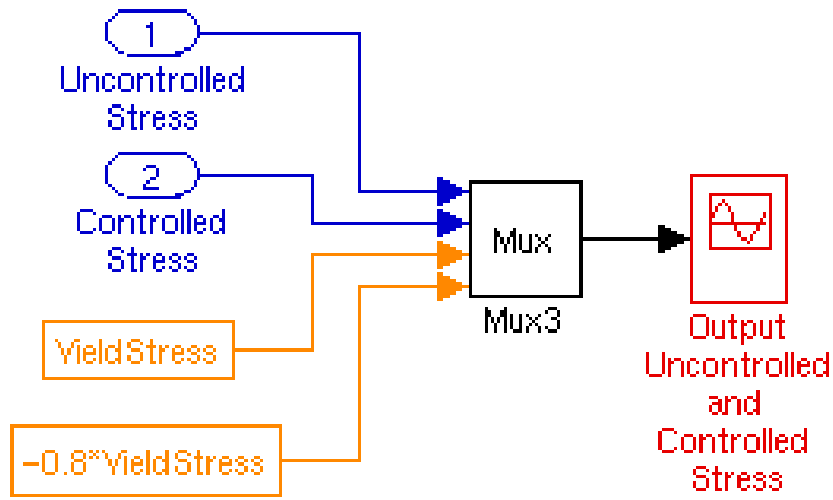 1
Uncontrolled
Stress
2
Controlled
Stress
YieldStress
-0.8*YieldStress
Mux
Mux3
Output
Uncontrolled
and
Controlled
Stress